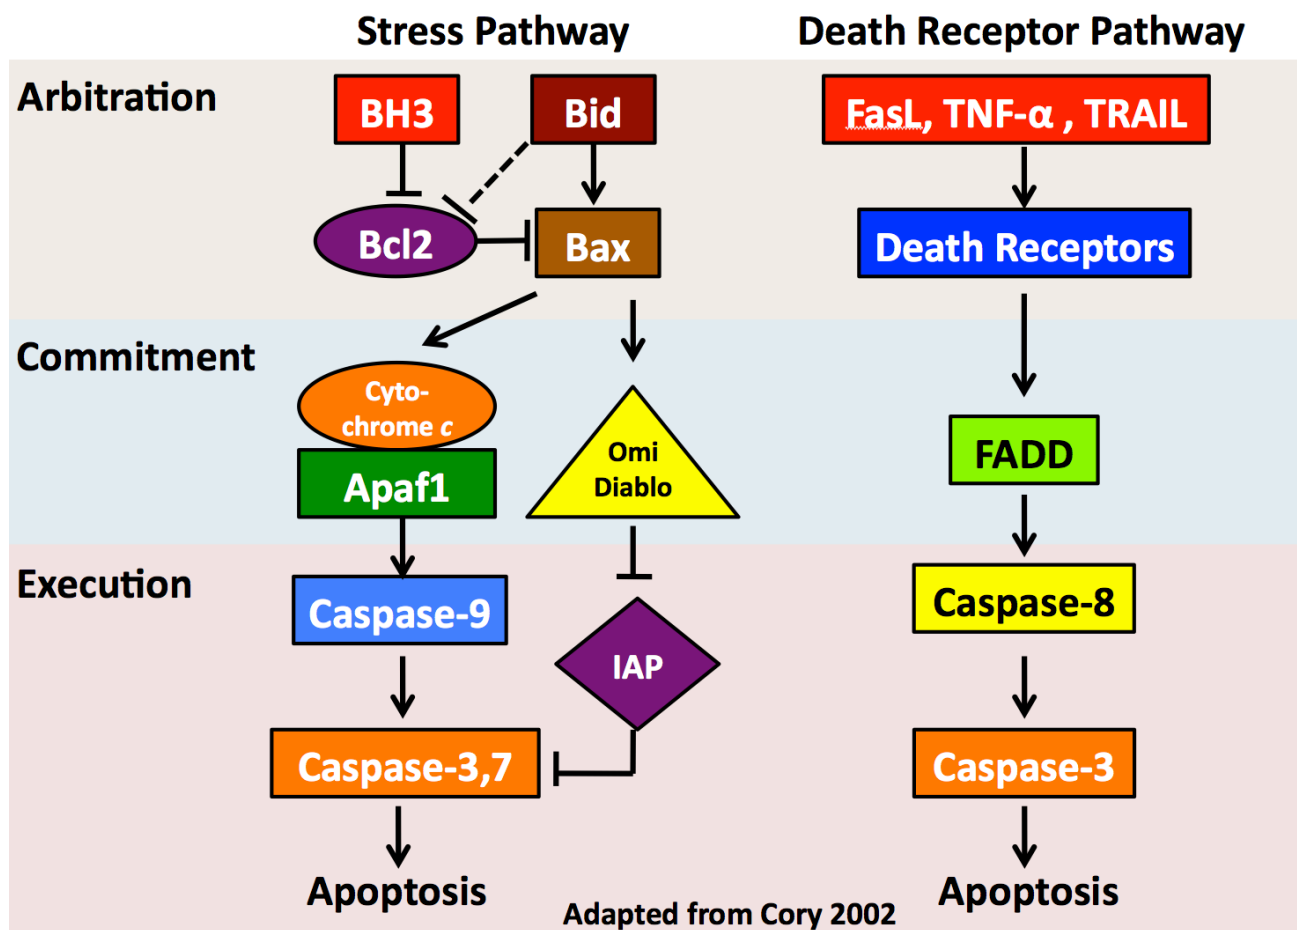 Stress Pathway
Death Receptor Pathway
Arbitration
BH3
Bid
FasL, TNF-α , TRAIL
Bcl2
Bax
Death Receptors
Commitment
Cyto-
chrome c
Apaf1
Omi
Diablo
FADD
Execution
Caspase-9
IAP
Caspase-8
Caspase-3,7
Caspase-3
Apoptosis
Apoptosis
Adapted from Cory 2002